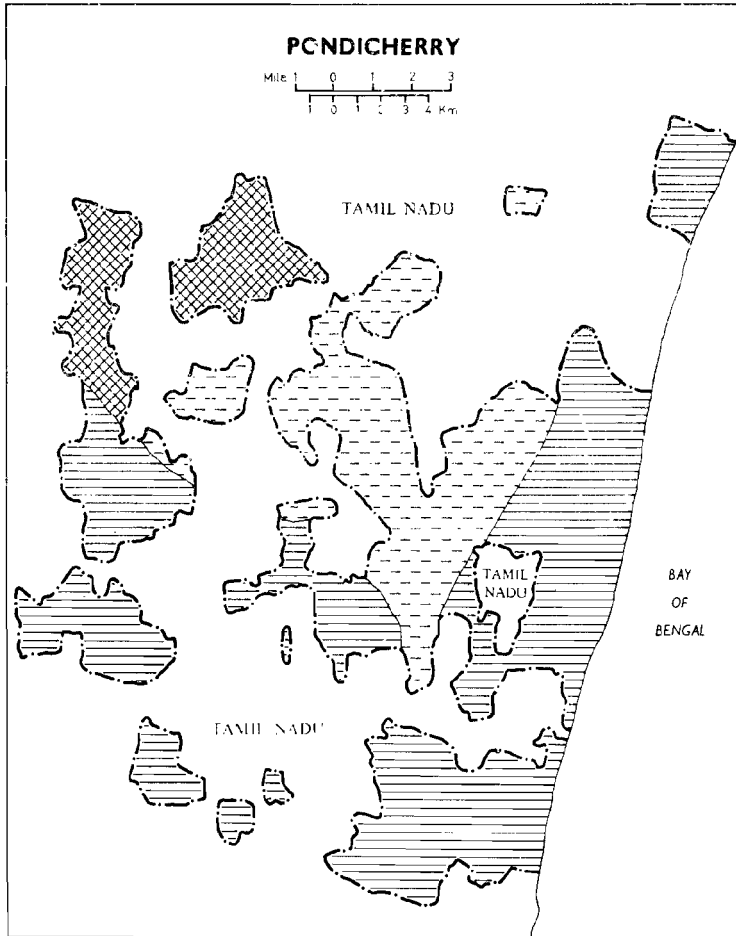 PONDICHERRY
Mile 1 0 1 2 3
1 0 1 2 3 4 Km
TAMIL NADU
TAMIL
NADU
BAY
OF
BENGAL
TAMIL NADU